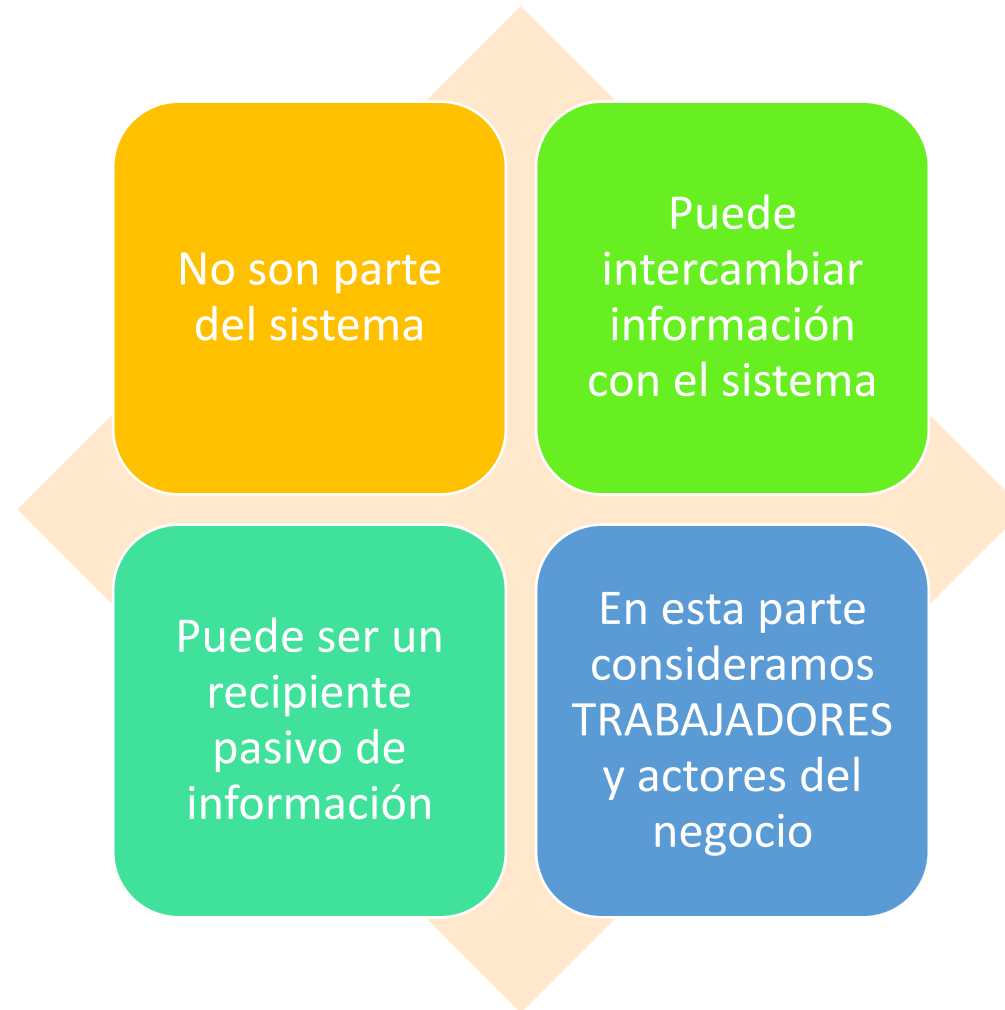 No son parte
del sistema
Puede
intercambiar
información
con el sistema
Puede ser un
recipiente
pasivo de
información
En esta parte
consideramos
TRABAJADORES
y actores del
negocio